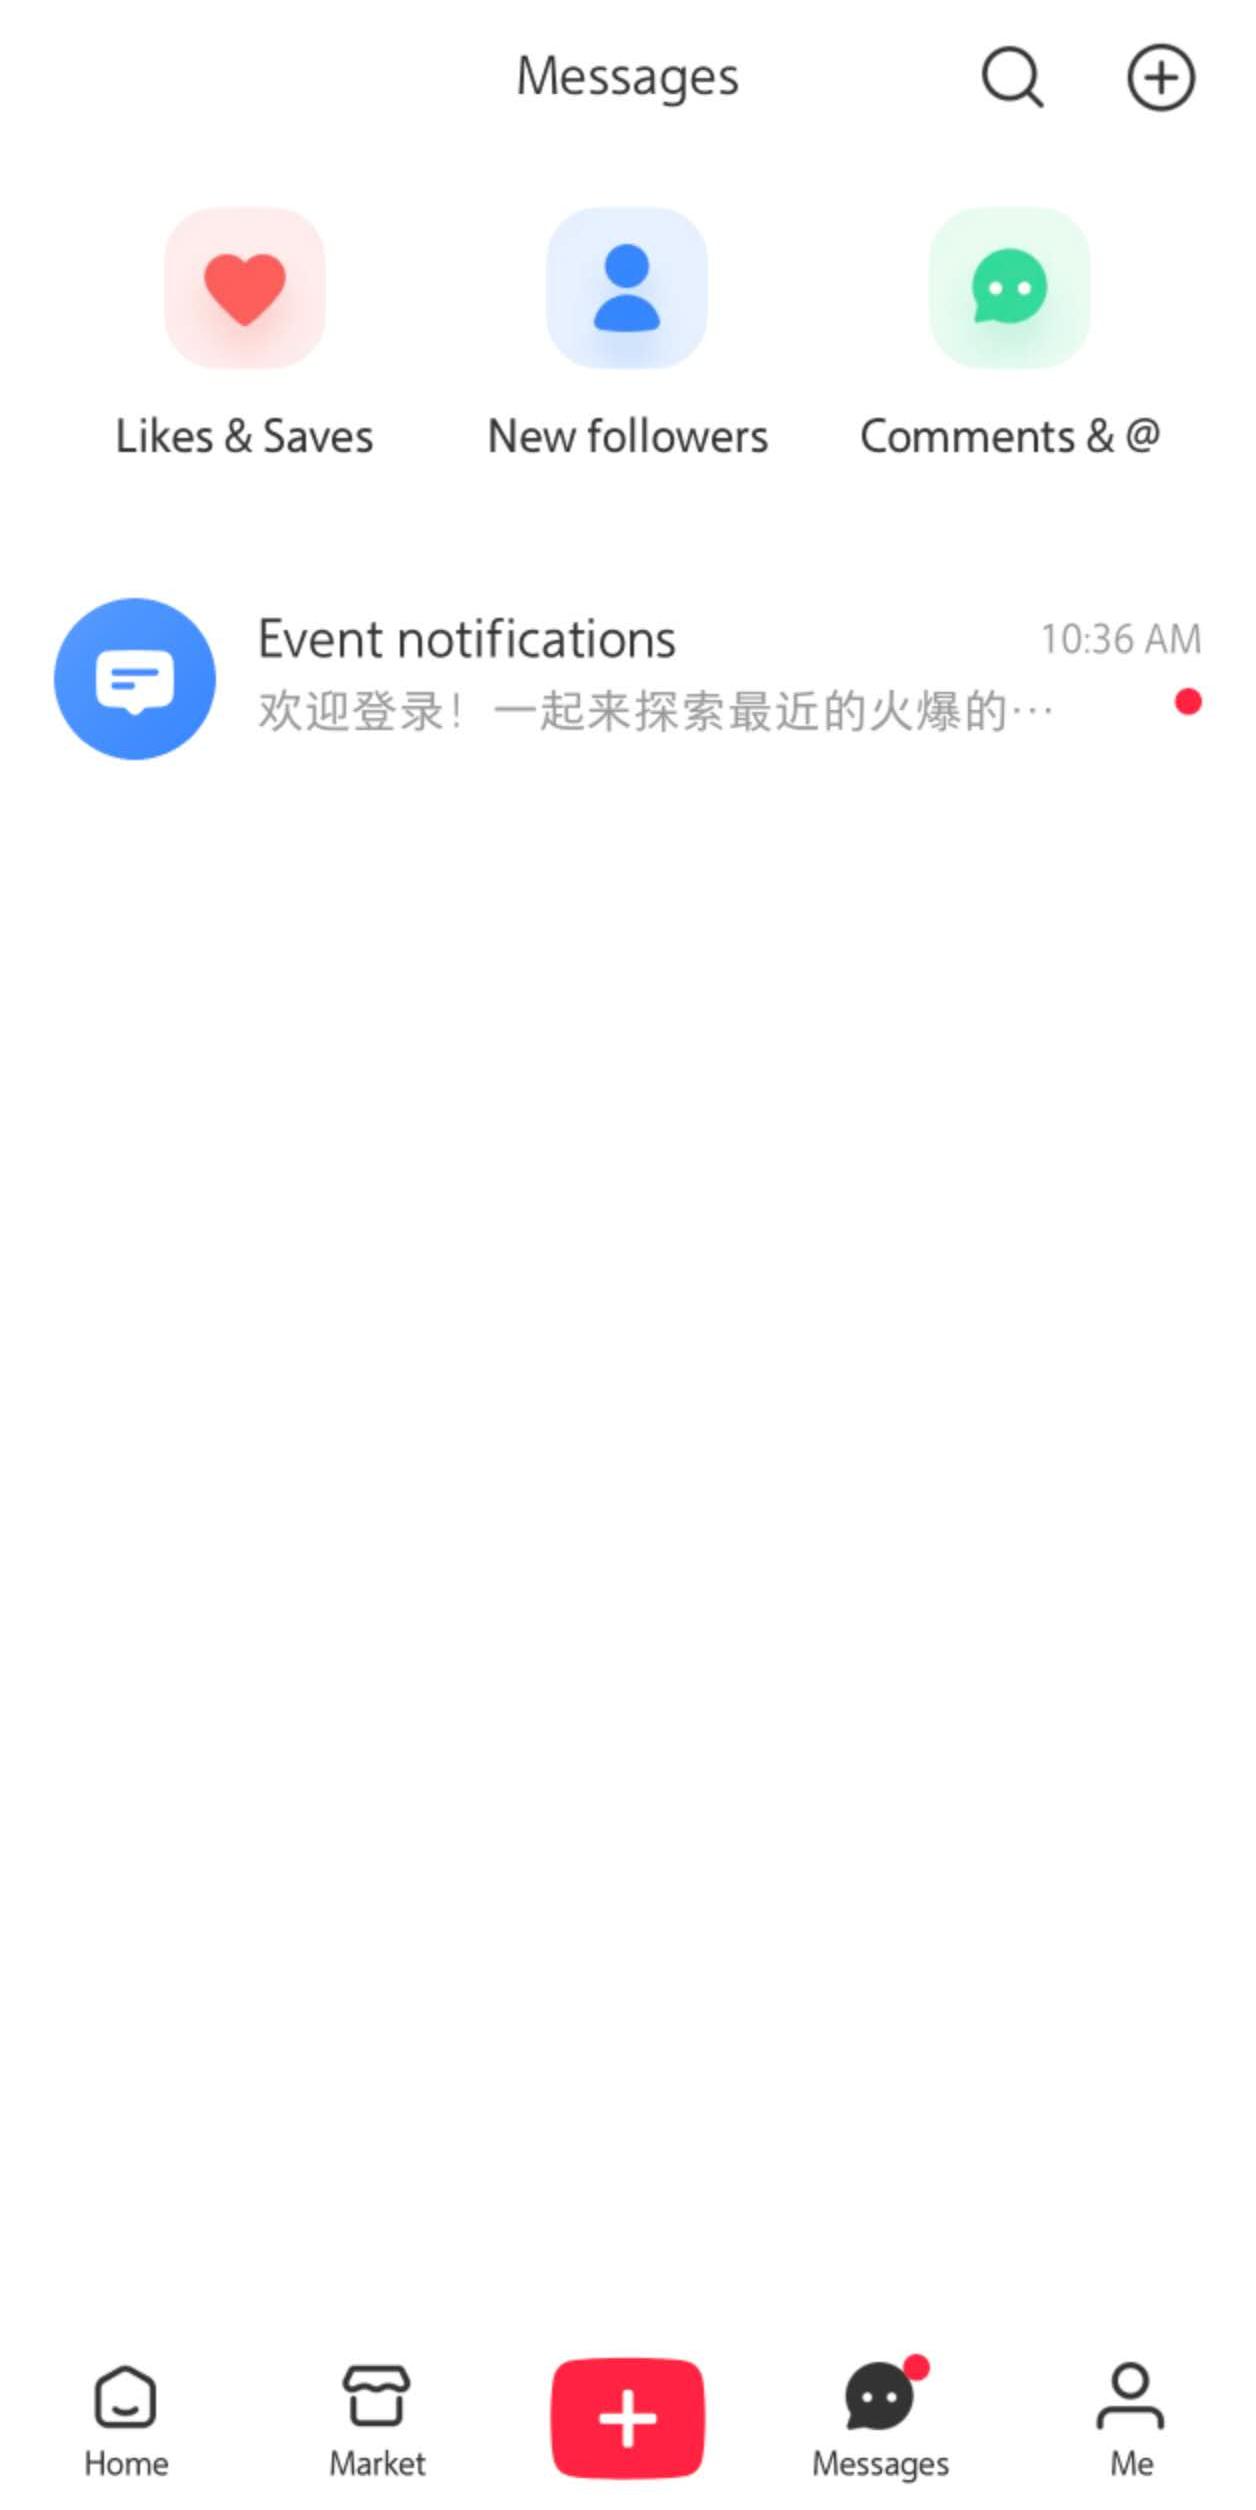 Messages
Likes & Saves
New followers
Comments & @
Event notifications
10:36 AM
欢迎登录！一起来探索最近的火爆的…
Home
Market
Messages
Me